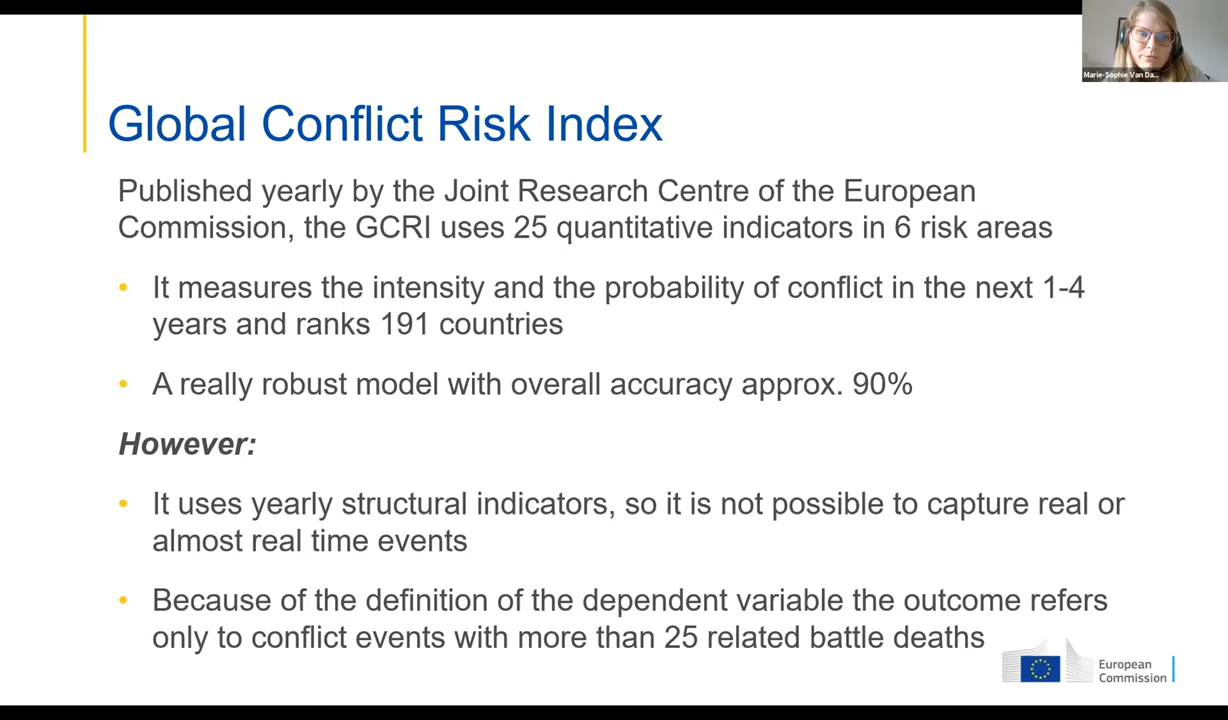 Marie-Sophie Van Da...
Global Conflict Risk Index
Published yearly by the Joint Research Centre of the European
Commission, the GCRI uses 25 quantitative indicators in 6 risk areas
• It measures the intensity and the probability of conflict in the next 1-4
years and ranks 191 countries
• A really robust model with overall accuracy approx. 90%
However:
• It uses yearly structural indicators, so it is not possible to capture real or
almost real time events
• Because of the definition of the dependent variable the outcome refers
only to conflict events with more than 25 related battle deaths
European
Commission